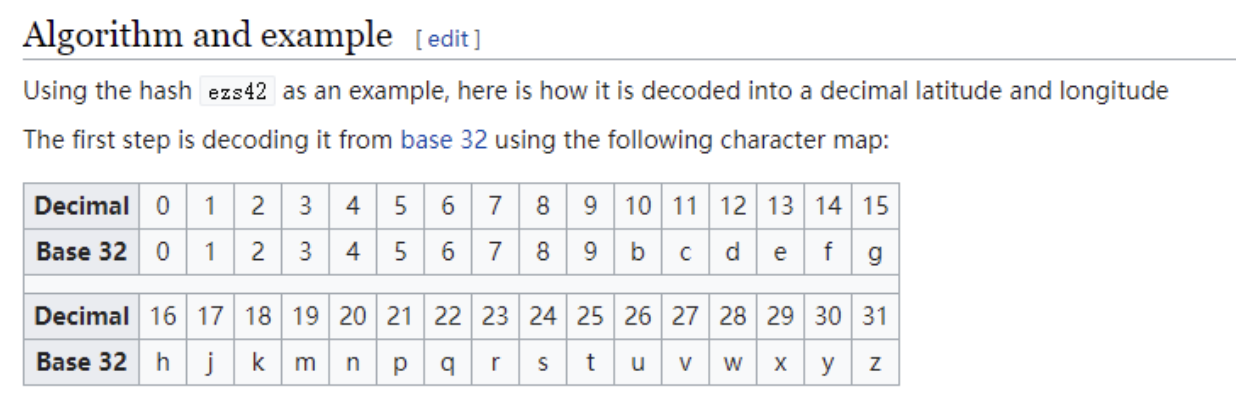 Algorithm and example [ edit ]
Using the hash ezs42 as an example, here is how it is decoded into a decimal latitude and longitude
The first step is decoding it from base 32 using the following character map:
Decimal 0 1 2 3 4 5 6 7 8 9 10 11 12 13 14 15
Base 32 0 1 2 3 4 5 6 7 8 9 b c d e f g
Decimal 16 17 18 19 20 21 22 23 24 25 26 27 28 29 30 31
Base 32 h j k m n p q r s t u v w x y z